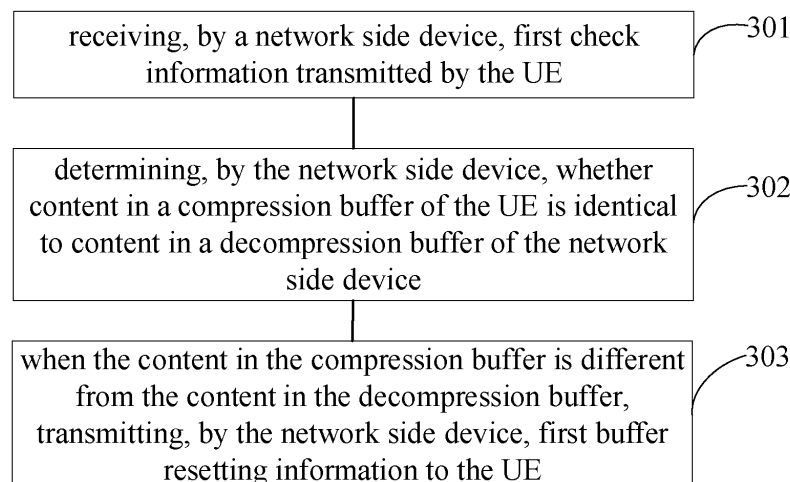 receiving, by a network side device, first check
information transmitted by the UE
301
determining, by the network side device, whether
content in a compression buffer of the UE is identical
to content in a decompression buffer of the network
side device
302
when the content in the compression buffer is different
from the content in the decompression buffer,
transmitting, by the network side device, first buffer
resetting information to the UE
303